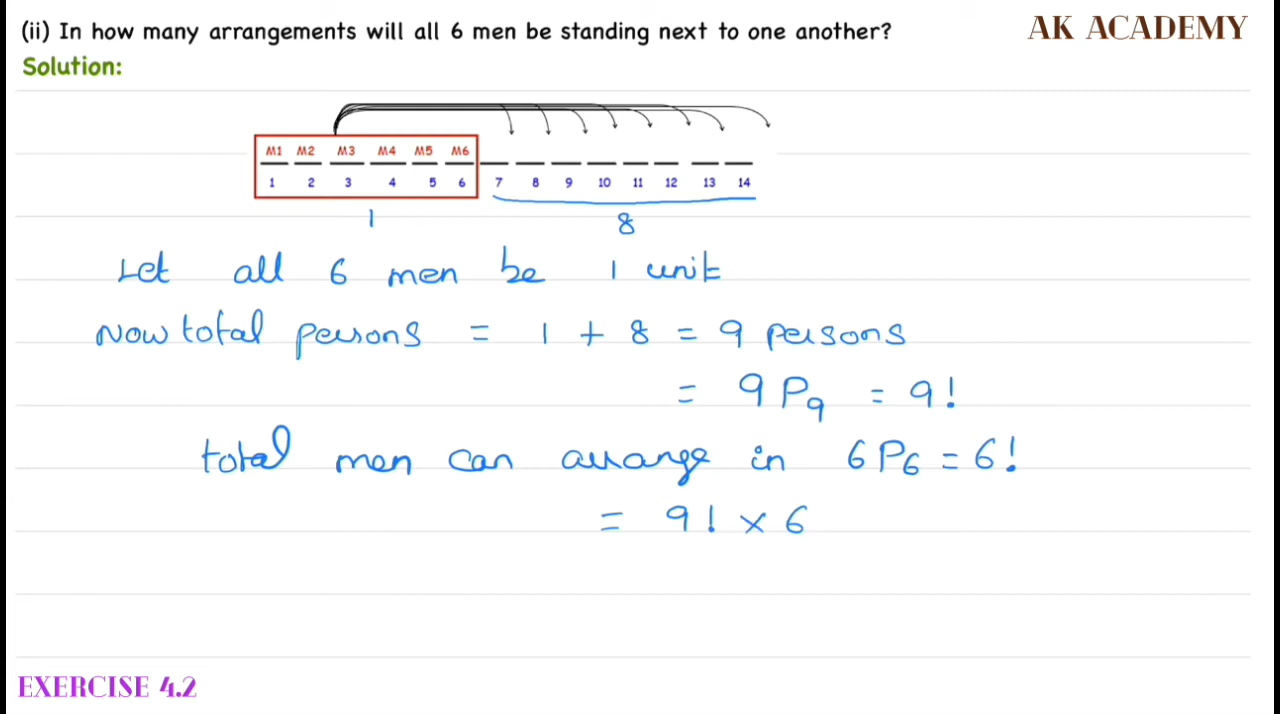 (ii) In how many arrangements will all 6 men be standing next to one another?
AK ACADEMY
Solution:
M1 M2 M3 M4 M5 M6
1 2 3 4 5 6 7 8 9 10 11 12 13 14
1 8
Let all 6 men be 1 unit
Now total persons = 1 + 8 = 9 persons
= 9P9 = 9!
total men can arrange in 6P6 = 6!
= 9! × 6
EXERCISE 4.2